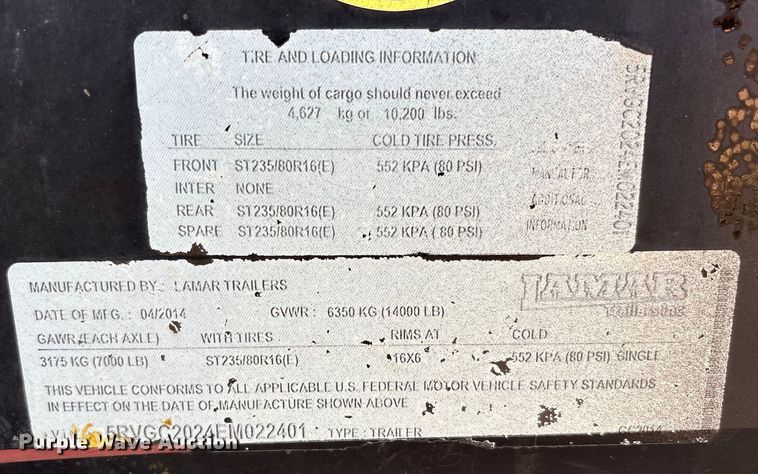 TIRE AND LOADING INFORMATION
The weight of cargo should never exceed
4,627 kg or 10,200 lbs.
TIRE SIZE COLD TIRE PRESS.
FRONT ST235/80R16(E) 552 KPA (80 PSI)
INTER NONE
REAR ST235/80R16(E) 552 KPA (80 PSI)
SPARE ST235/80R16(E) 552 KPA (80 PSI)
ADDITIONAL
INFORMATION
5RVGC2024EM022401
MANUFACTURED BY: LAMAR TRAILERS
LAMAR
DATE OF MFG.: 04/2014 GVWR: 6350 KG (14000 LB)
GAWR (EACH AXLE) WITH TIRES RIMS AT COLD
3175 KG (7000 LB) ST235/80R16(E) 16X6 552 KPA (80 PSI) SINGLE
THIS VEHICLE CONFORMS TO ALL APPLICABLE U.S. FEDERAL MOTOR VEHICLE SAFETY STANDARDS
IN EFFECT ON THE DATE OF MANUFACTURE SHOWN ABOVE
5RVGC2024EM022401 TYPE: TRAILER GC2014
Purple Wave Auction